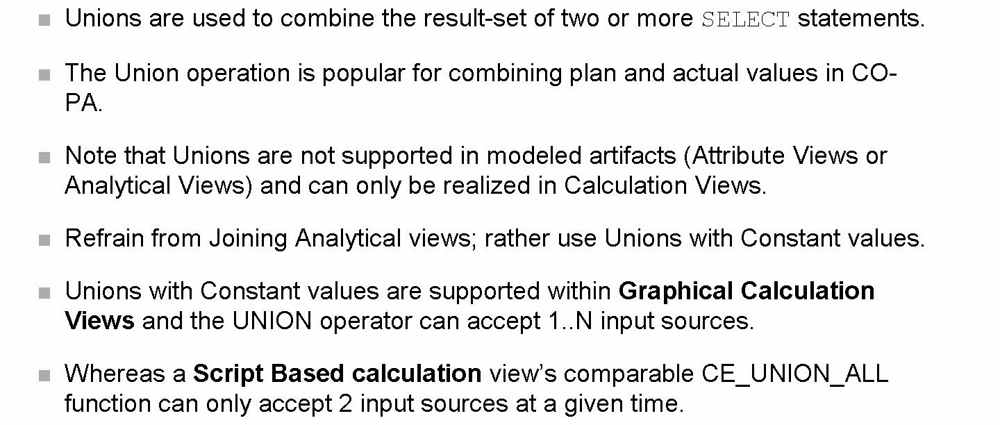 Unions are used to combine the result-set of two or more SELECT statements.
The Union operation is popular for combining plan and actual values in CO-
PA.
Note that Unions are not supported in modeled artifacts (Attribute Views or
Analytical Views) and can only be realized in Calculation Views.
Refrain from Joining Analytical views; rather use Unions with Constant values.
Unions with Constant values are supported within Graphical Calculation
Views and the UNION operator can accept 1..N input sources.
Whereas a Script Based calculation view’s comparable CE_UNION_ALL
function can only accept 2 input sources at a given time.